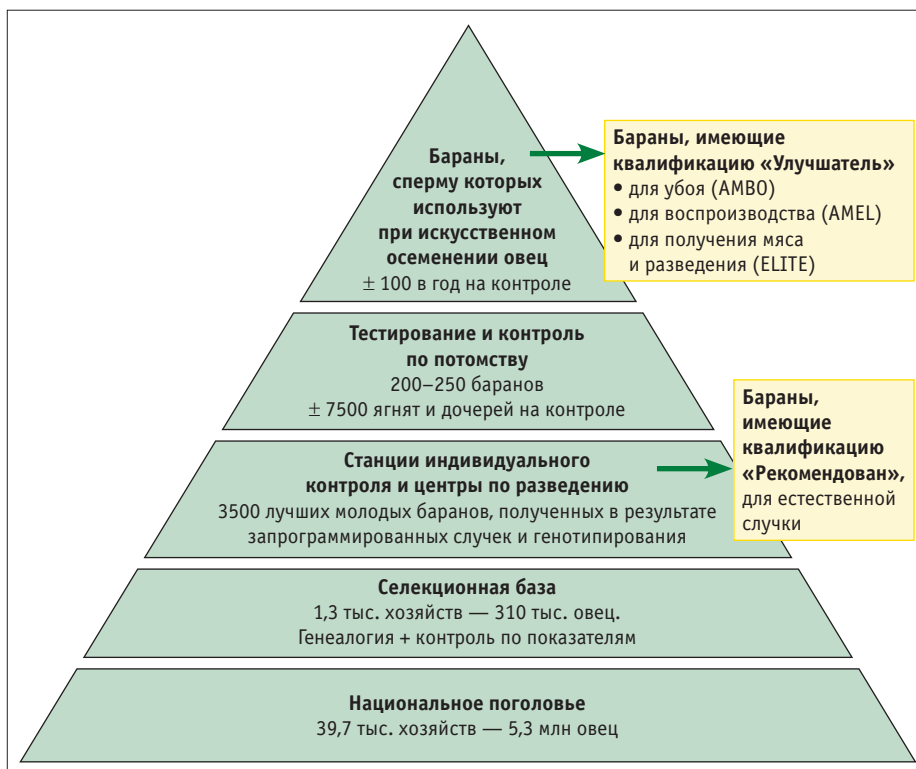 Бараны,
сперму которых
используют
при искусственном
осеменении овец
± 100 в год на контроле
Бараны, имеющие
квалификацию «Улучшатель»
• для убоя (AMBO)
• для воспроизводства (AMEL)
• для получения мяса
и разведения (ELITE)
Тестирование и контроль
по потомству
200–250 баранов
± 7500 ягнят и дочерей на контроле
Станции индивидуального
контроля и центры по разведению
3500 лучших молодых баранов, полученных в результате
запрограммированных случек и генотипирования
Бараны,
имеющие
квалификацию
«Рекомендован»,
для естественной
случки
Селекционная база
1,3 тыс. хозяйств — 310 тыс. овец.
Генеалогия + контроль по показателям
Национальное поголовье
39,7 тыс. хозяйств — 5,3 млн овец